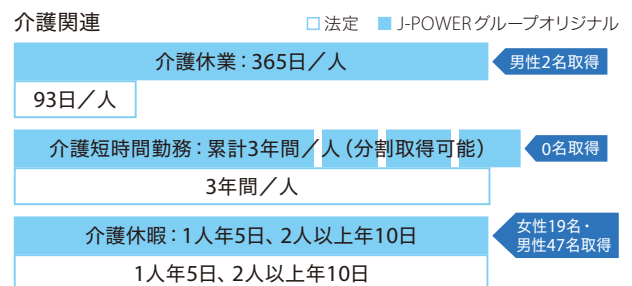 介護関連
法定 J-POWERグループオリジナル
介護休業：365日／人
男性2名取得
93日／人
介護短時間勤務：累計3年間／人（分割取得可能）
0名取得
3年間／人
介護休暇：1人年5日、2人以上年10日
女性19名・
男性47名取得
1人年5日、2人以上年10日